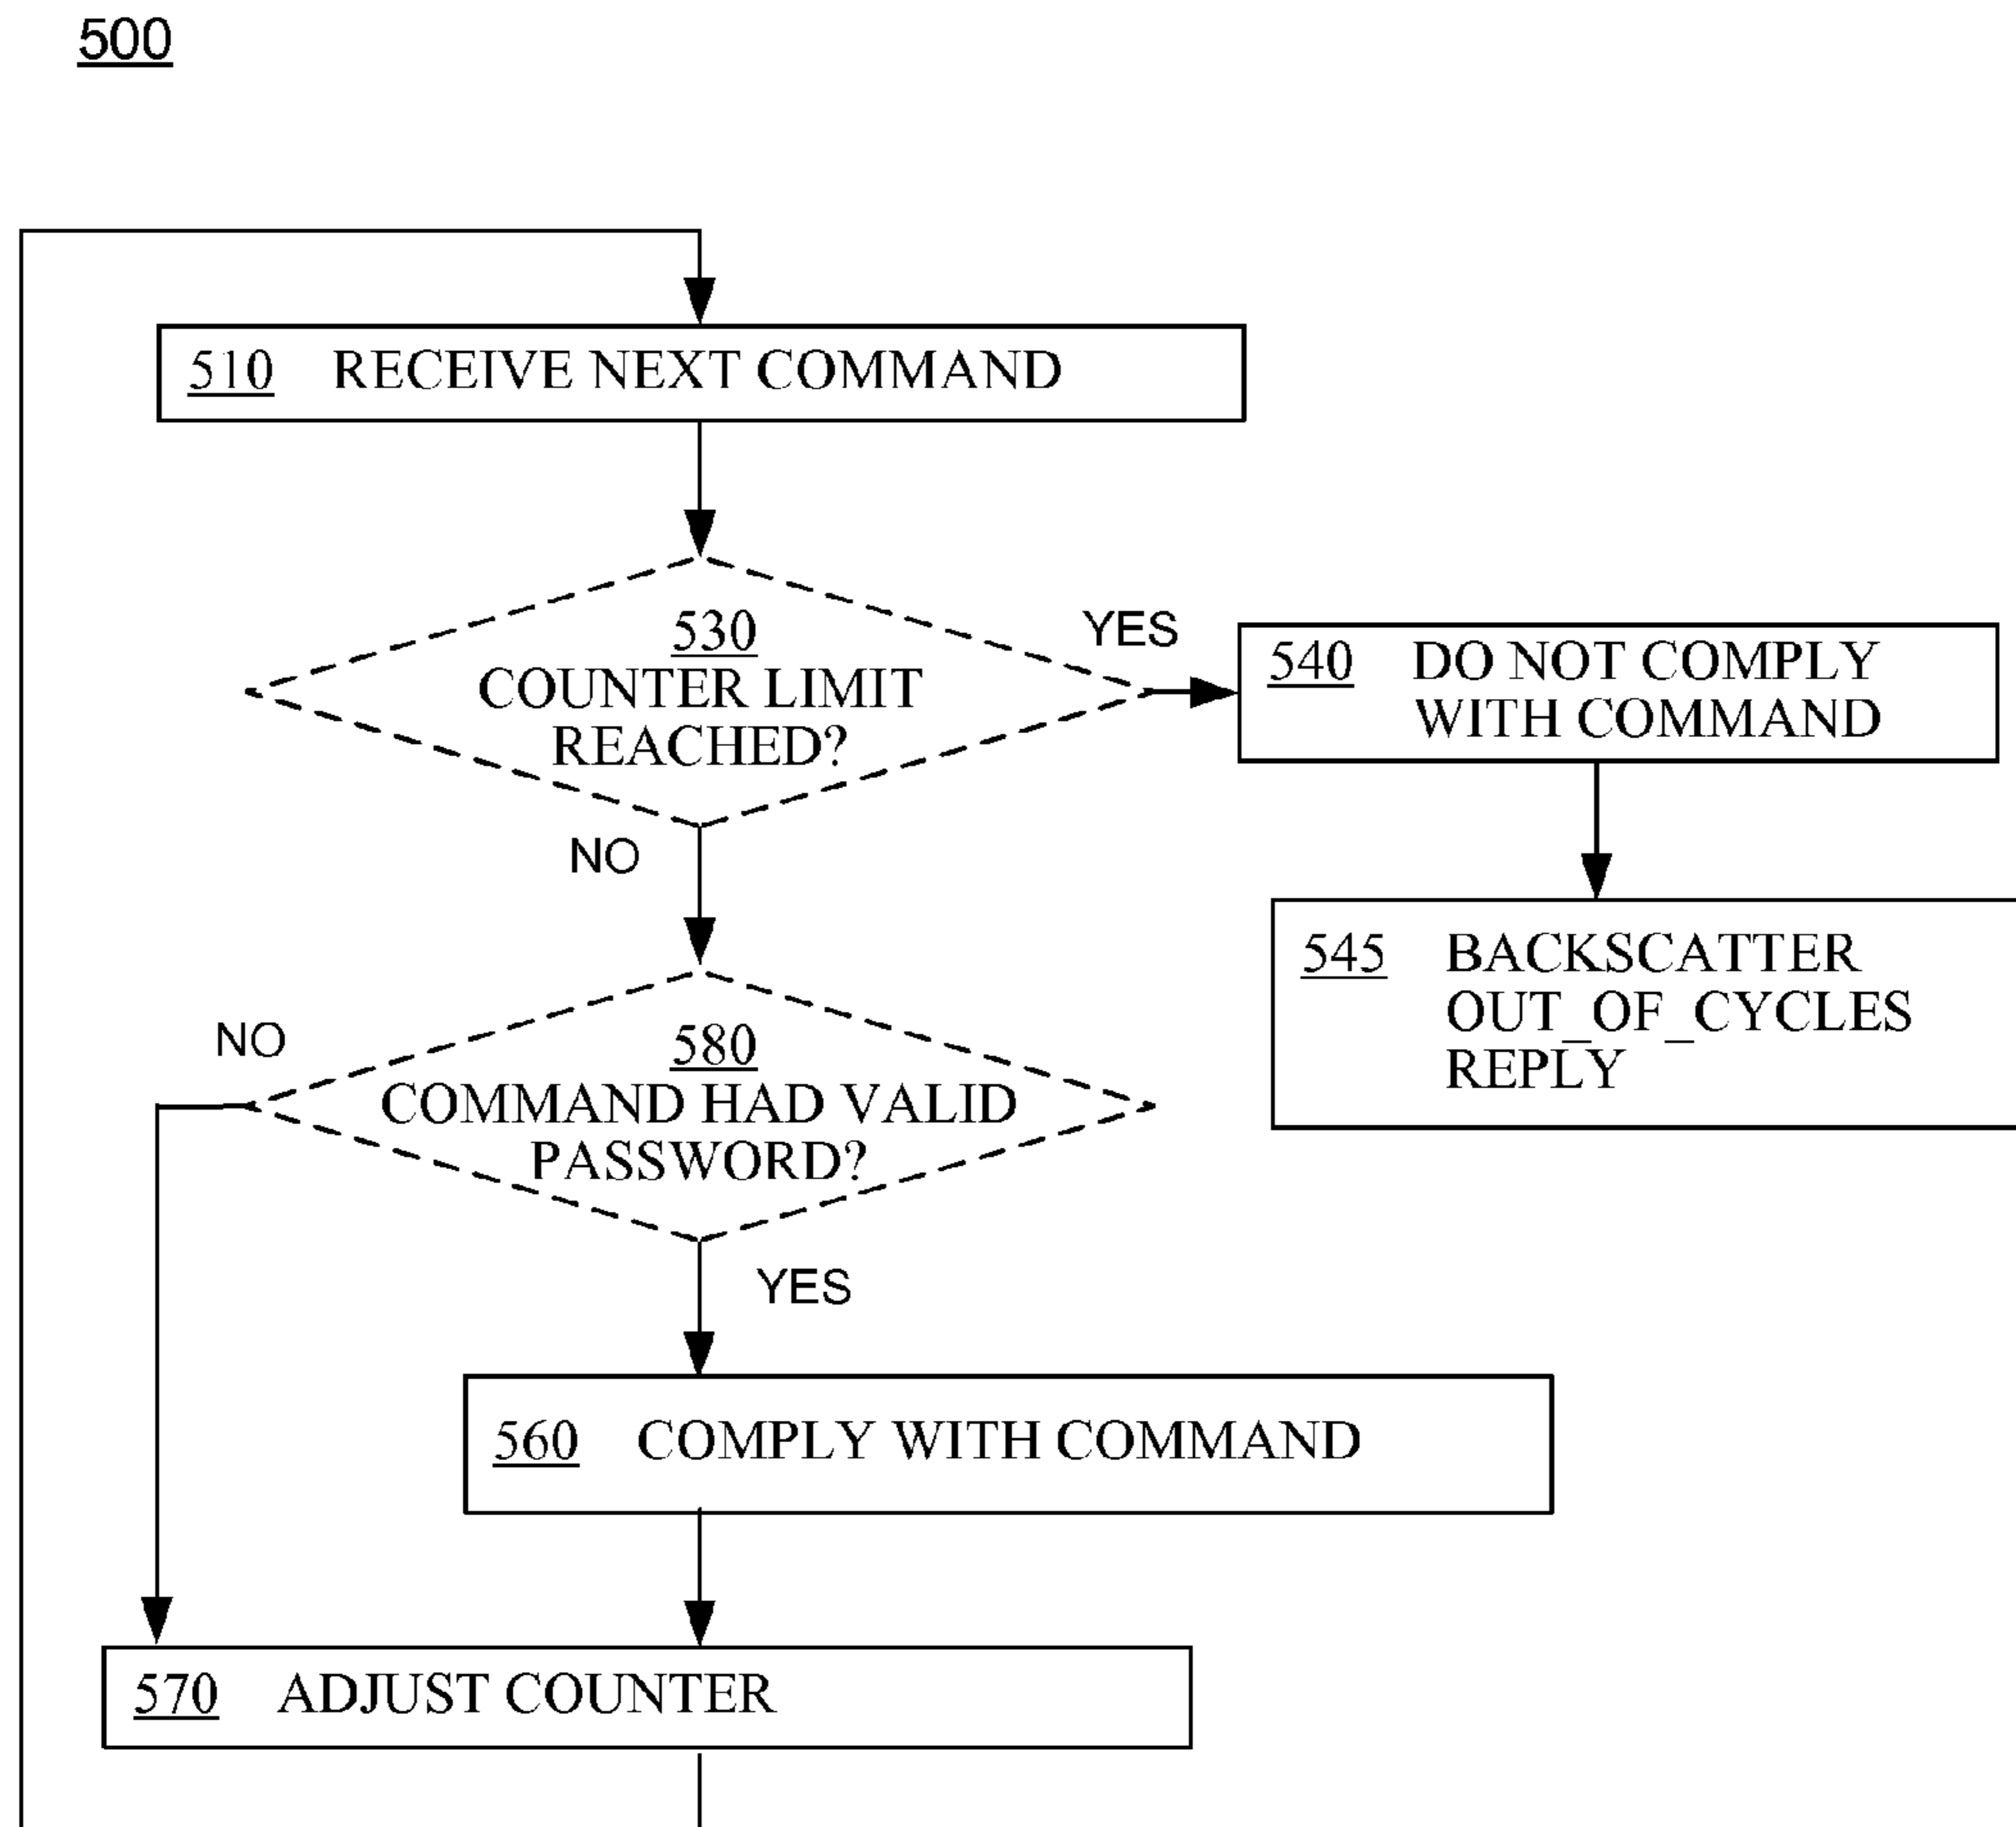 500
510 RECEIVE NEXT COMMAND
530
COUNTER LIMIT
REACHED?
YES
540 DO NOT COMPLY
WITH COMMAND
NO
545 BACKSCATTER
OUT_OF_CYCLES
REPLY
580
COMMAND HAD VALID
PASSWORD?
NO
YES
560 COMPLY WITH COMMAND
570 ADJUST COUNTER